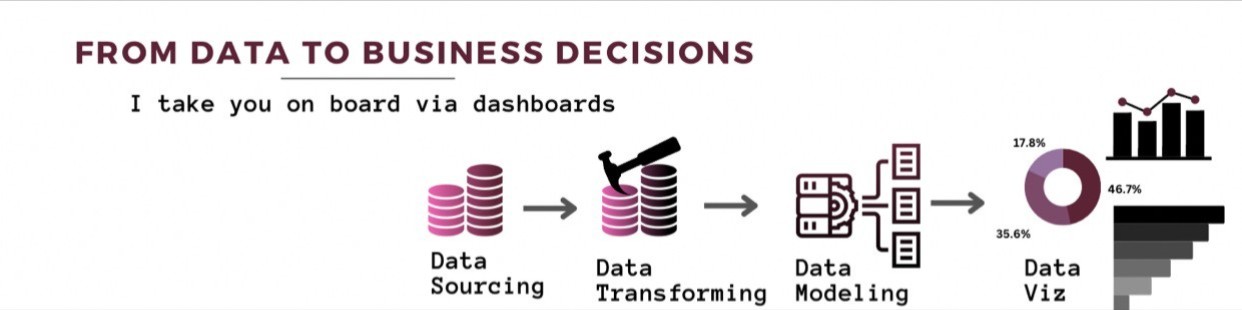 FROM DATA TO BUSINESS DECISIONS
I take you on board via dashboards
Data
Sourcing
Data
Transforming
Data
Modeling
17.8%
46.7%
35.6%
Data
Viz